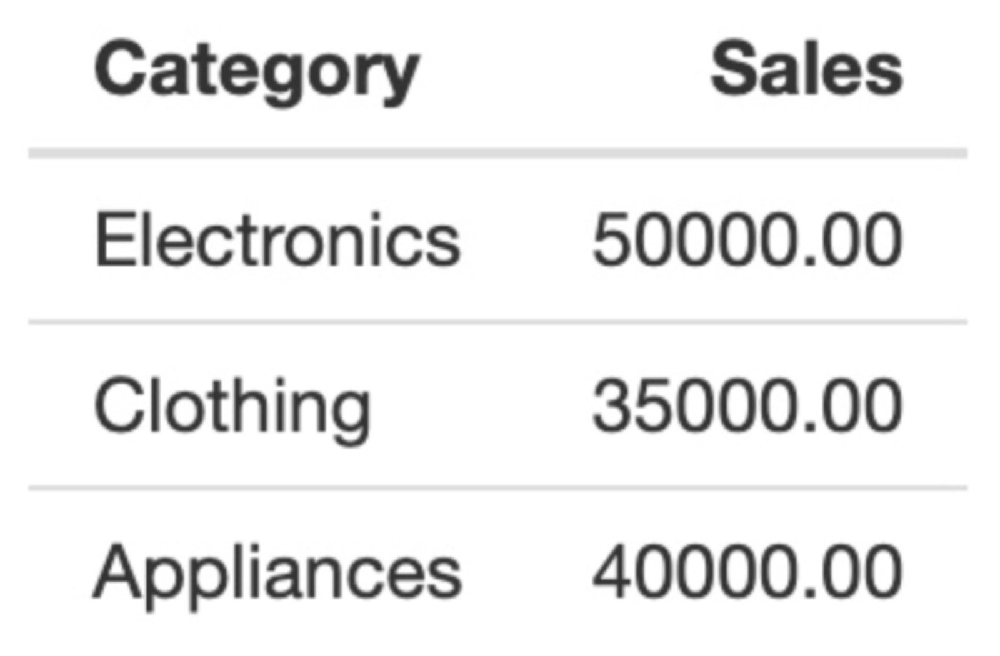 Category Sales
Electronics 50000.00
Clothing 35000.00
Appliances 40000.00